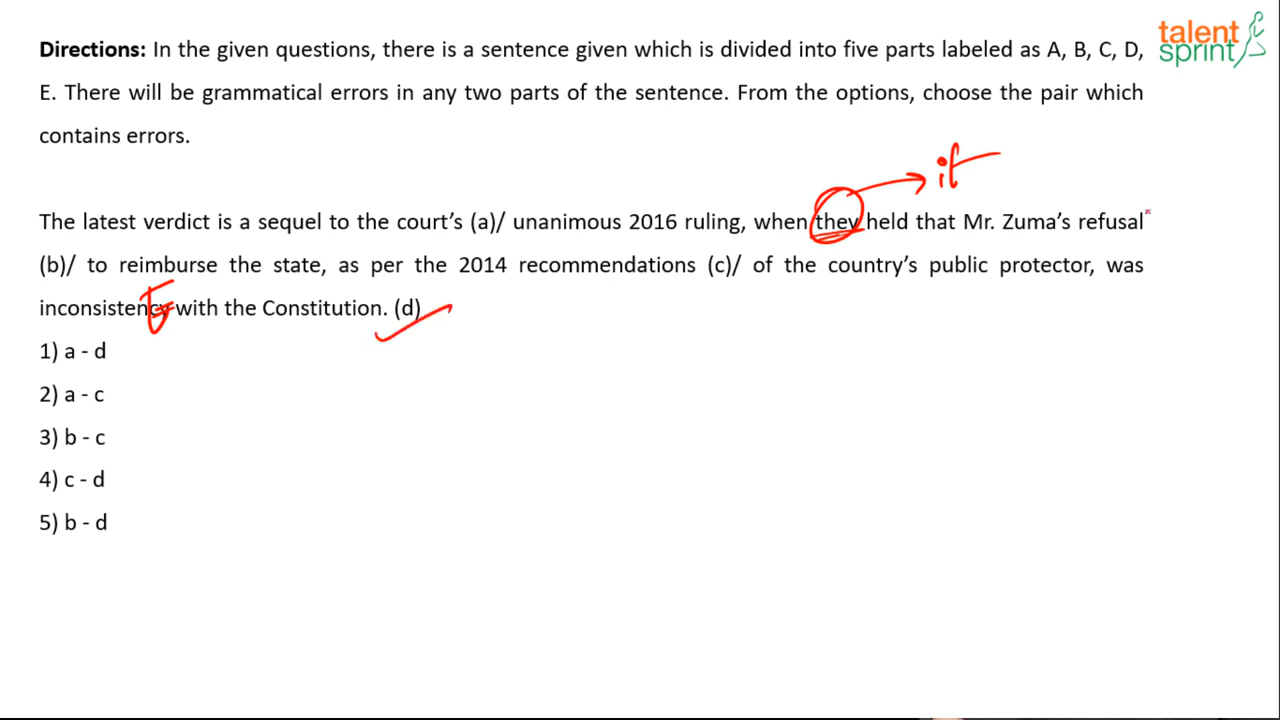 talent
sprint
Directions: In the given questions, there is a sentence given which is divided into five parts labeled as A, B, C, D,
E. There will be grammatical errors in any two parts of the sentence. From the options, choose the pair which
contains errors.
it
The latest verdict is a sequel to the court’s (a)/ unanimous 2016 ruling, when they held that Mr. Zuma’s refusal
(b)/ to reimburse the state, as per the 2014 recommendations (c)/ of the country’s public protector, was
inconsistency with the Constitution. (d)
t
1) a - d
2) a - c
3) b - c
4) c - d
5) b - d